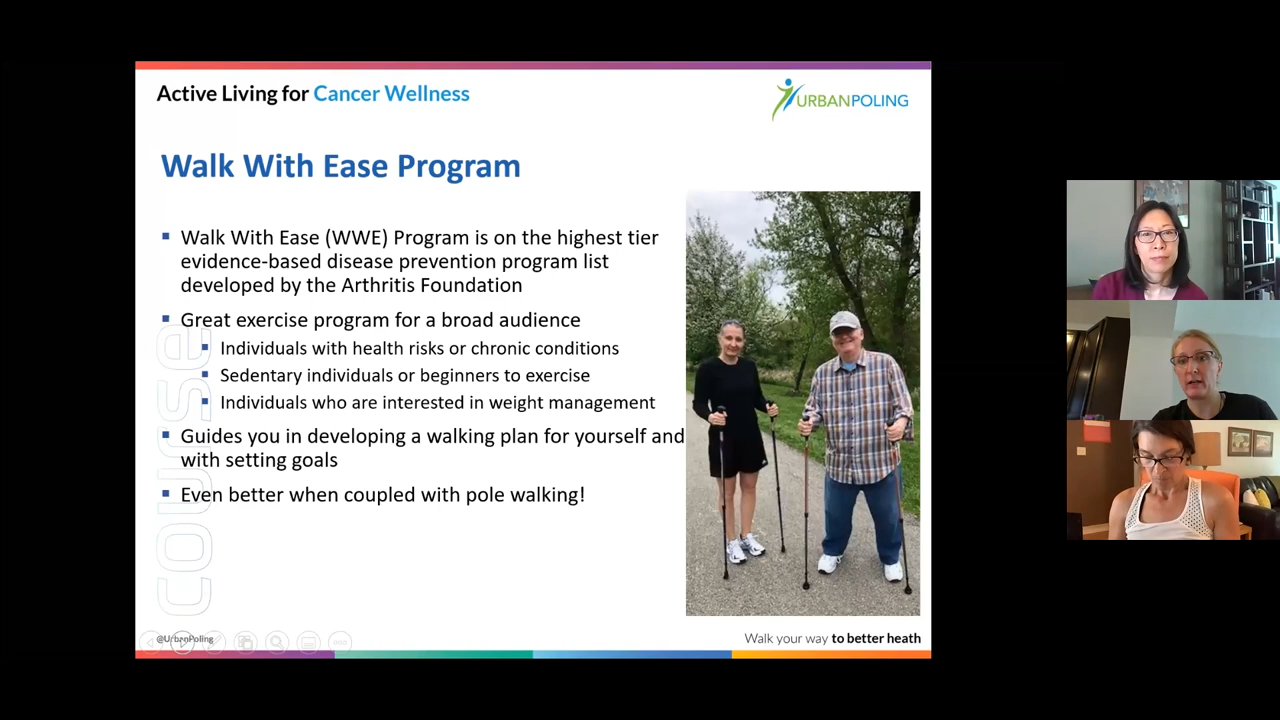 Active Living for Cancer Wellness
URBANPOLING
Walk With Ease Program
Walk With Ease (WWE) Program is on the highest tier
evidence-based disease prevention program list
developed by the Arthritis Foundation
Great exercise program for a broad audience
Individuals with health risks or chronic conditions
Sedentary individuals or beginners to exercise
Individuals who are interested in weight management
Guides you in developing a walking plan for yourself and
with setting goals
Even better when coupled with pole walking!
course
@UrbanPoling
Walk your way to better heath